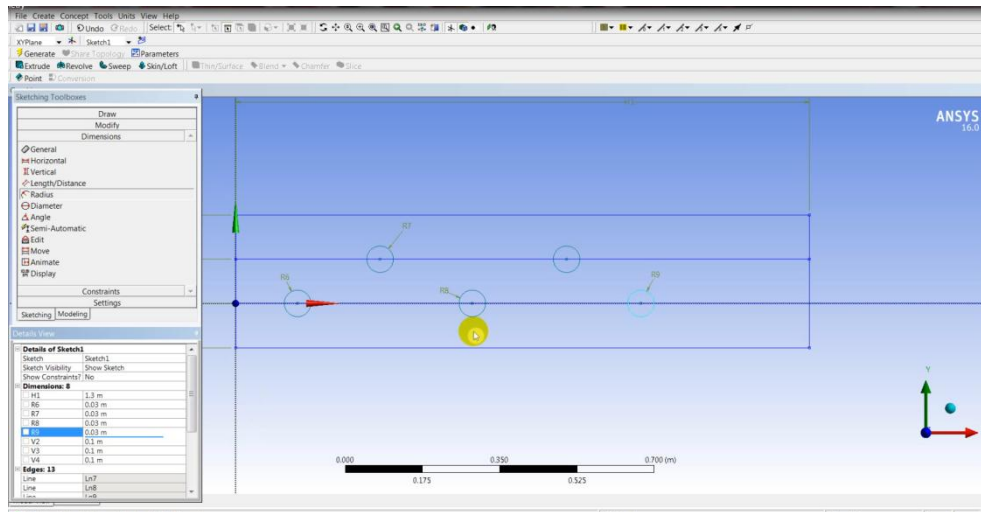 File Create Concept Tools Units View Help
Undo Redo Select:
XYPlane Sketch1
Generate Share Topology Parameters
Extrude Revolve Sweep Skin/Loft Thin/Surface Blend Chamfer Slice
Point Conversion
Sketching Toolboxes
Draw
Modify
Dimensions
General
Horizontal
Vertical
Length/Distance
Radius
Diameter
Angle
Semi-Automatic
Edit
Move
Animate
Display
Constraints
Settings
Sketching Modeling
Details View
Details of Sketch1
Sketch Sketch1
Sketch Visibility Show Sketch
Show Constraints? No
Dimensions: 8
H1 1.3 m
R6 0.03 m
R7 0.03 m
R8 0.03 m
R9 0.03 m
V2 0.1 m
V3 0.1 m
V4 0.1 m
Edges: 13
Line Ln7
Line Ln8
Line Ln9
ANSYS
16.0
R7
R6
R8
R9
Y
0.000 0.350 0.700 (m)
0.175 0.525